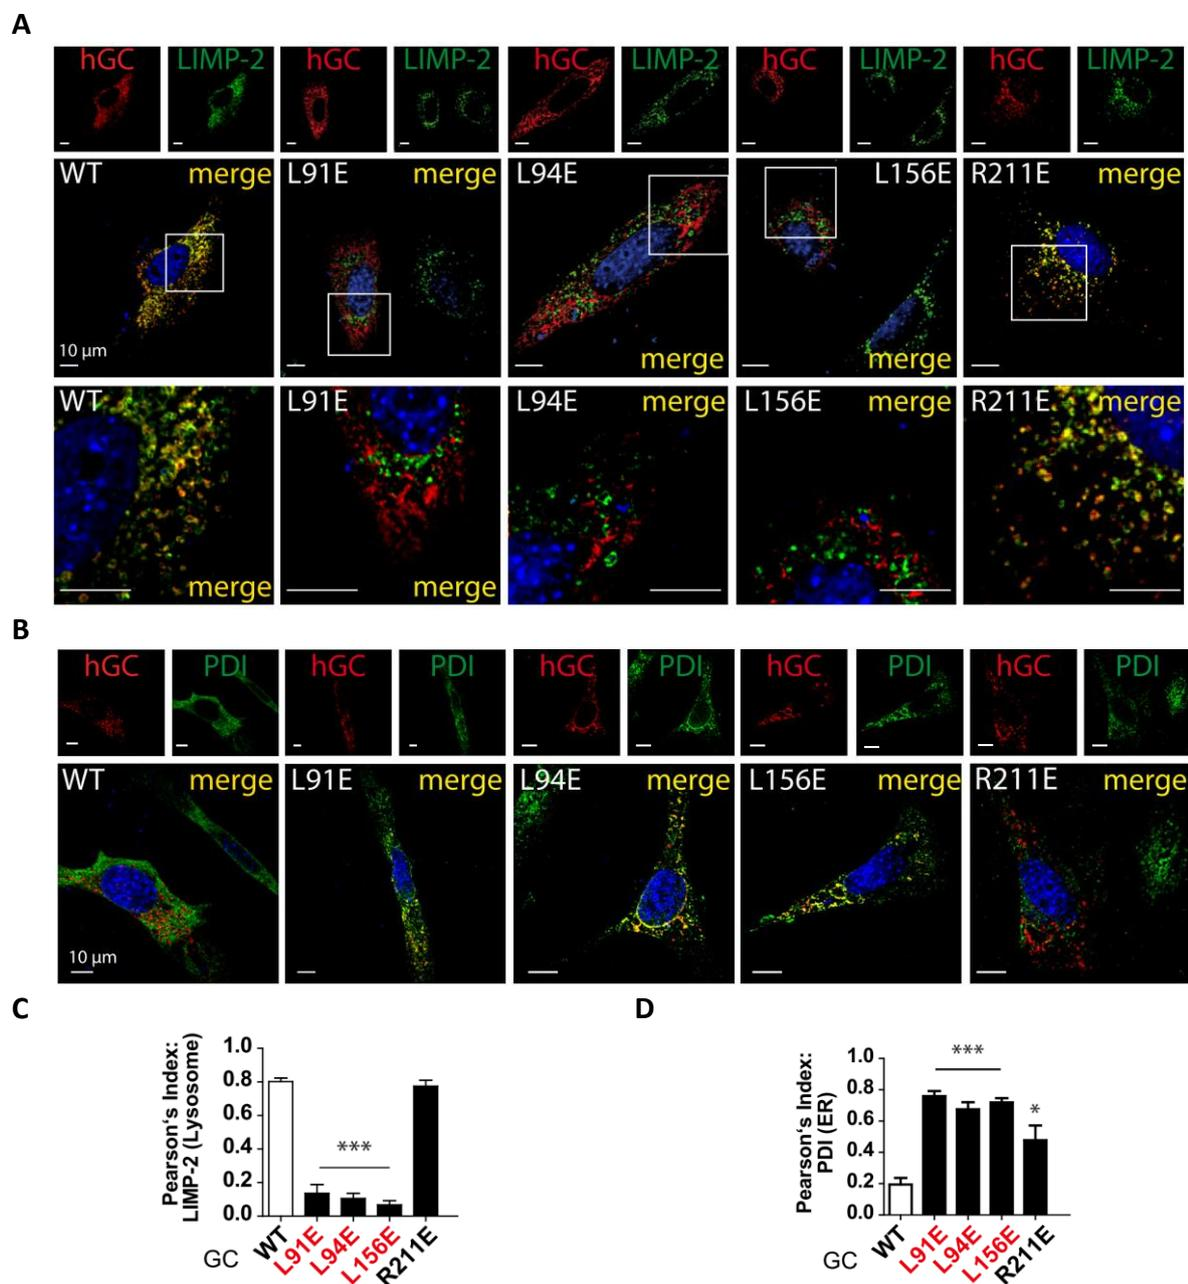 A
hGC LIMP-2 hGC LIMP-2 hGC LIMP-2 hGC LIMP-2 hGC LIMP-2
WT merge L91E merge L94E L156E R211E merge
10 µm
merge merge
WT L91E L94E merge L156E merge R211E merge
merge merge
B
hGC PDI hGC PDI hGC PDI hGC PDI hGC PDI
WT merge L91E merge L94E merge L156E merge R211E merge
10 µm
C
Pearson's Index:
LIMP-2 (Lysosome)
1.0
0.8
0.6
0.4
0.2
0.0
***
GC WT L91E L94E L156E R211E
D
Pearson's Index:
PDI (ER)
1.0
0.8
0.6
0.4
0.2
0.0
***
*
GC WT L91E L94E L156E R211E